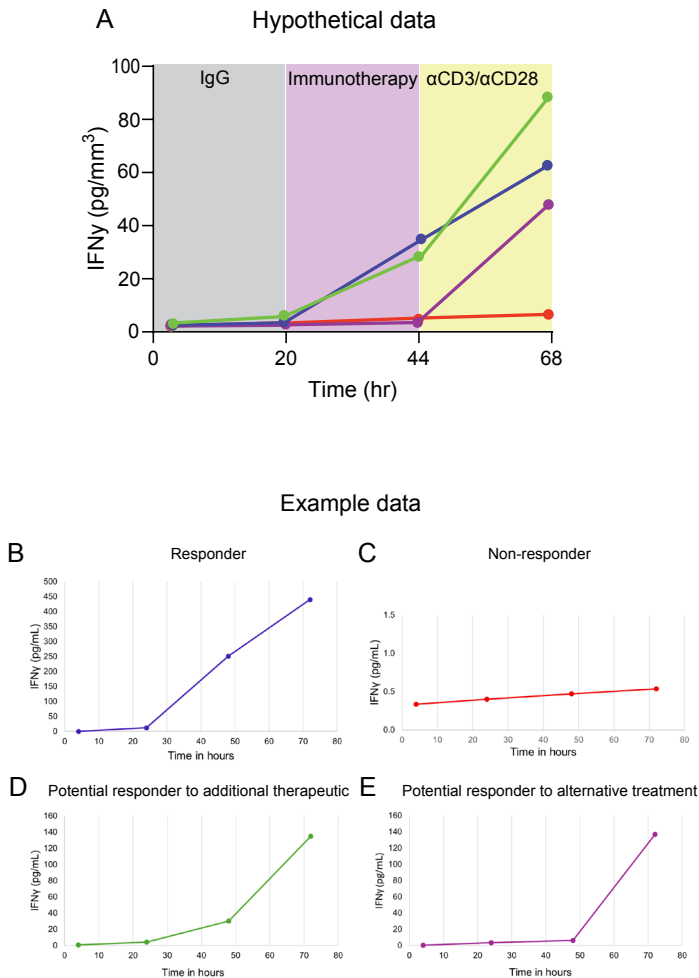 A
Hypothetical data
IgG
Immunotherapy
αCD3/αCD28
IFNy (pg/mm³)
100
80
60
40
20
0
0
20
44
68
Time (hr)
Example data
B
Responder
IFNγ (pg/mL)
500
450
400
350
300
250
200
150
100
50
0
0 10 20 30 40 50 60 70 80
Time in hours
C
Non-responder
IFNγ (pg/mL)
1.5
1.0
0.5
0.0
0 10 20 30 40 50 60 70 80
Time in hours
D
Potential responder to additional therapeutic
IFNγ (pg/mL)
160
140
120
100
80
60
40
20
0
0 10 20 30 40 50 60 70 80
Time in hours
E
Potential responder to alternative treatment
IFNγ (pg/mL)
160
140
120
100
80
60
40
20
0
0 10 20 30 40 50 60 70 80
Time in hours